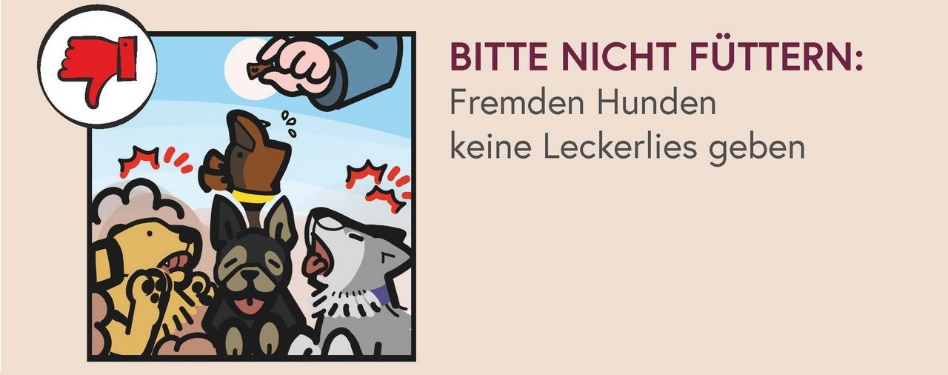 BITTE NICHT FÜTTERN:
Fremden Hunden
keine Leckerlies geben